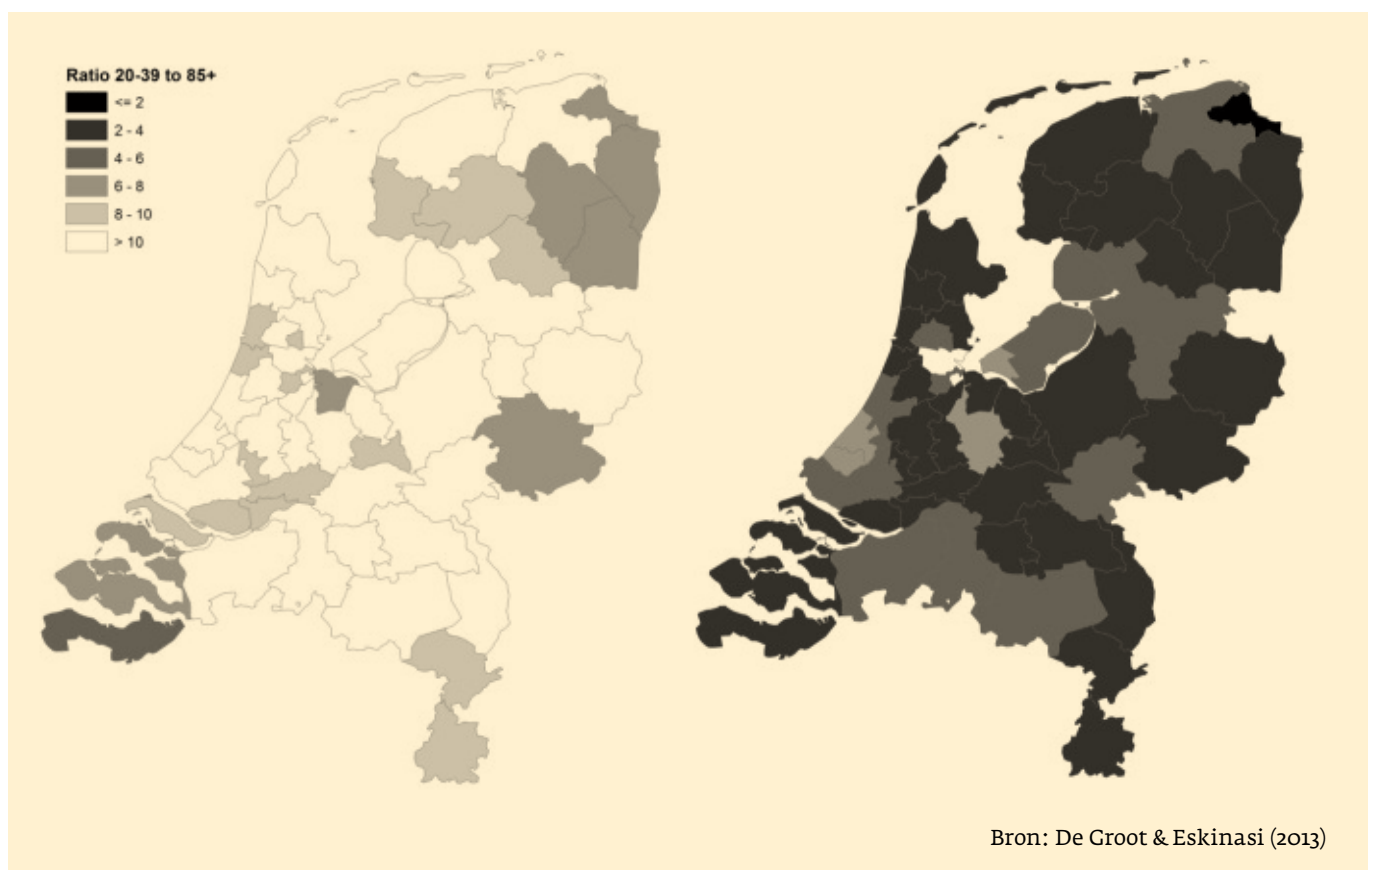 Ratio 20-39 to 85+
<= 2
2 - 4
4 - 6
6 - 8
8 - 10
> 10
Bron: De Groot & Eskinasi (2013)